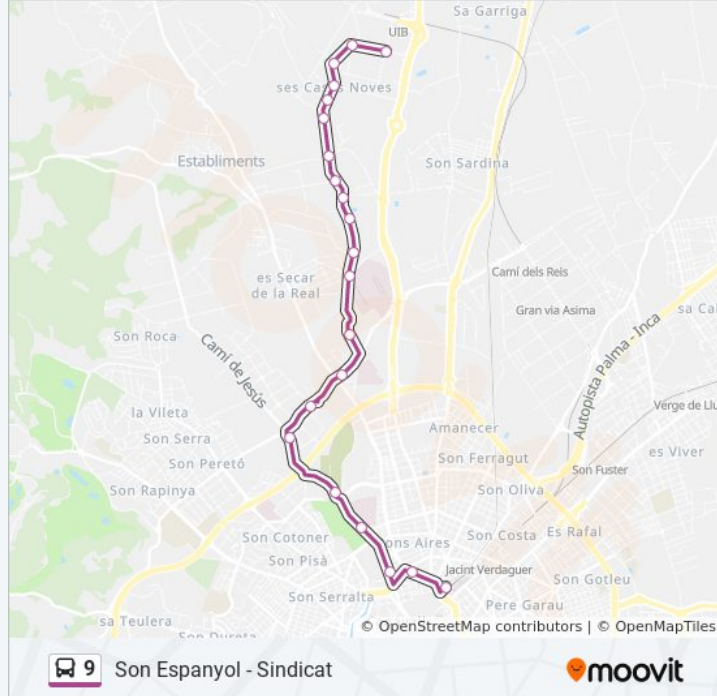 Sa Garriga
UIB
ses Cases Noves
Establiments
Son Sardina
es Secar
de la Real
Camí dels Reis
Gran via Asima
sa Ca
Son Roca
Camí de Jesús
Autopista Palma - Inca
la Vileta
Son Serra
Son Peretó
Son Rapinya
Amanecer
Son Ferragut
Son Oliva
Verge de Llu
es Viver
Son Fuster
Son Cotoner
Son Pisà
Son Serralta
ons Aires
Son Costa
Es Rafal
Jacint Verdaguer
Son Gotleu
Pere Garau
sa Teulera
Son Dureta
© OpenStreetMap contributors | © OpenMapTiles
9 Son Espanyol - Sindicat
moovit